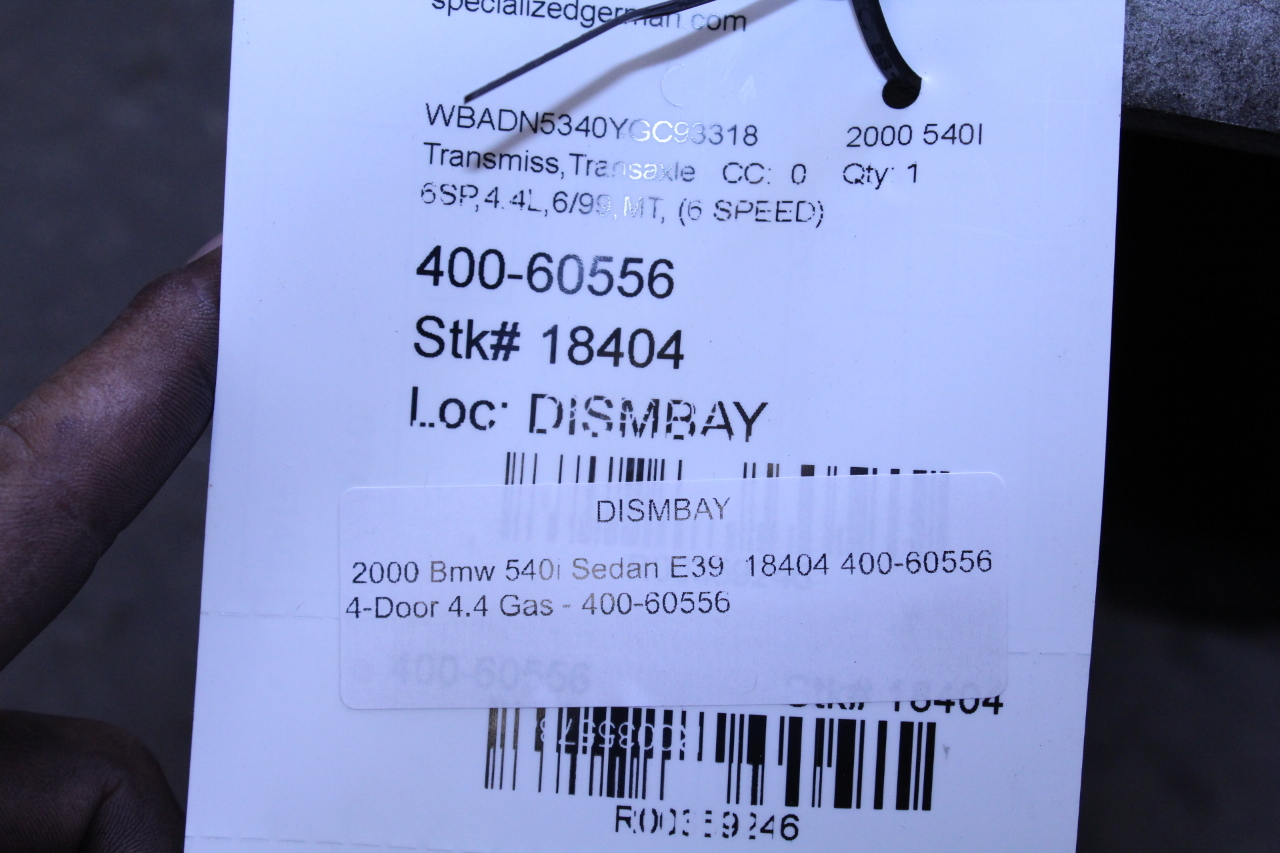 specializedgerman.com
WBADN5340YGC93318 2000 540I
Transmiss,Transaxle CC: 0 Qty: 1
6SP,4.4L,6/99,MT, (6 SPEED)
400-60556
Stk# 18404
Loc: DISMBAY
DISMBAY
2000 Bmw 540i Sedan E39 18404 400-60556
4-Door 4.4 Gas - 400-60556
400-60556 Stk# 18404